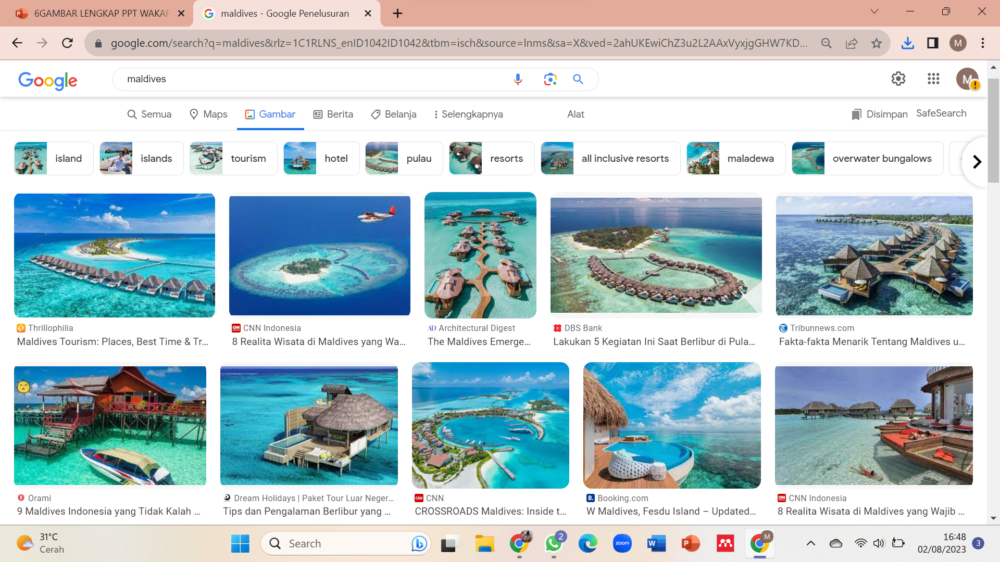 6GAMBAR LENGKAP PPT WAKAF
maldives - Google Penelusuran
google.com/search?q=maldives&rlz=1C1RLNS_enID1042ID1042&tbm=isch&source=lnms&sa=X&ved=2ahUKEwiChZ3u2L2AAxVyxjgGHW7KD...
M
Google
maldives
M
Semua
Maps
Gambar
Berita
Belanja
Selengkapnya
Alat
Disimpan
SafeSearch
island
islands
tourism
hotel
pulau
resorts
all inclusive resorts
maladewa
overwater bungalows
Thrillophilia
Maldives Tourism: Places, Best Time & Tr...
CNN Indonesia
8 Realita Wisata di Maldives yang Wa...
AD Architectural Digest
The Maldives Emerge...
DBS Bank
Lakukan 5 Kegiatan Ini Saat Berlibur di Pula...
Tribunnews.com
Fakta-fakta Menarik Tentang Maldives u...
Orami
9 Maldives Indonesia yang Tidak Kalah ...
Dream Holidays | Paket Tour Luar Neger...
Tips dan Pengalaman Berlibur yang ...
CNN
CROSSROADS Maldives: Inside t...
B. Booking.com
W Maldives, Fesdu Island – Updated...
CNN Indonesia
8 Realita Wisata di Maldives yang Wajib ...
31°C
Cerah
Search
2
zoom
W
P
M
16:48
02/08/2023
3